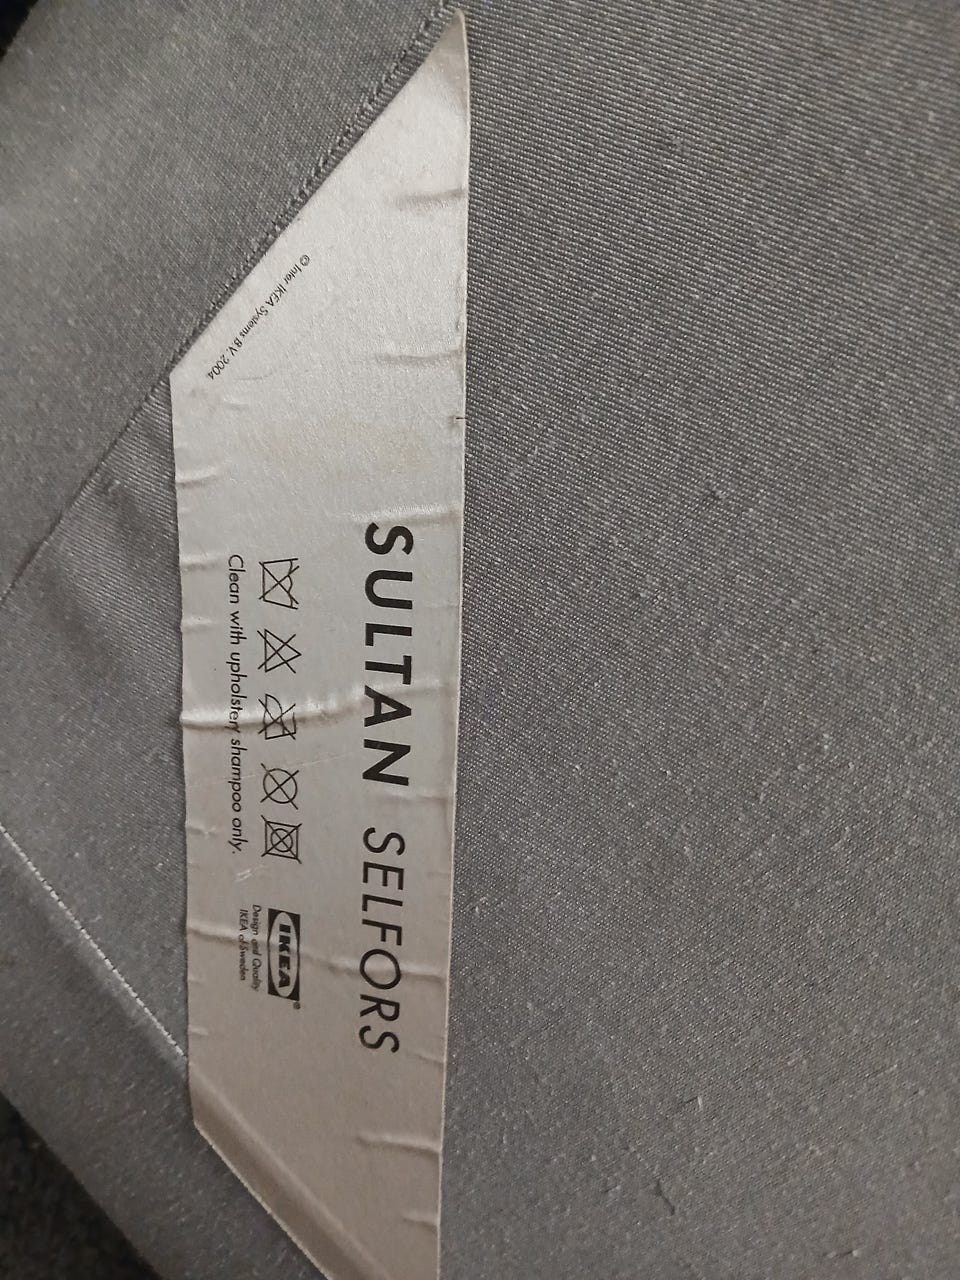 SULTAN SELFORS
Clean with upholstery shampoo only.
IKEA®
Design and Quality
IKEA of Sweden
© Inter IKEA Systems B.V. 2004